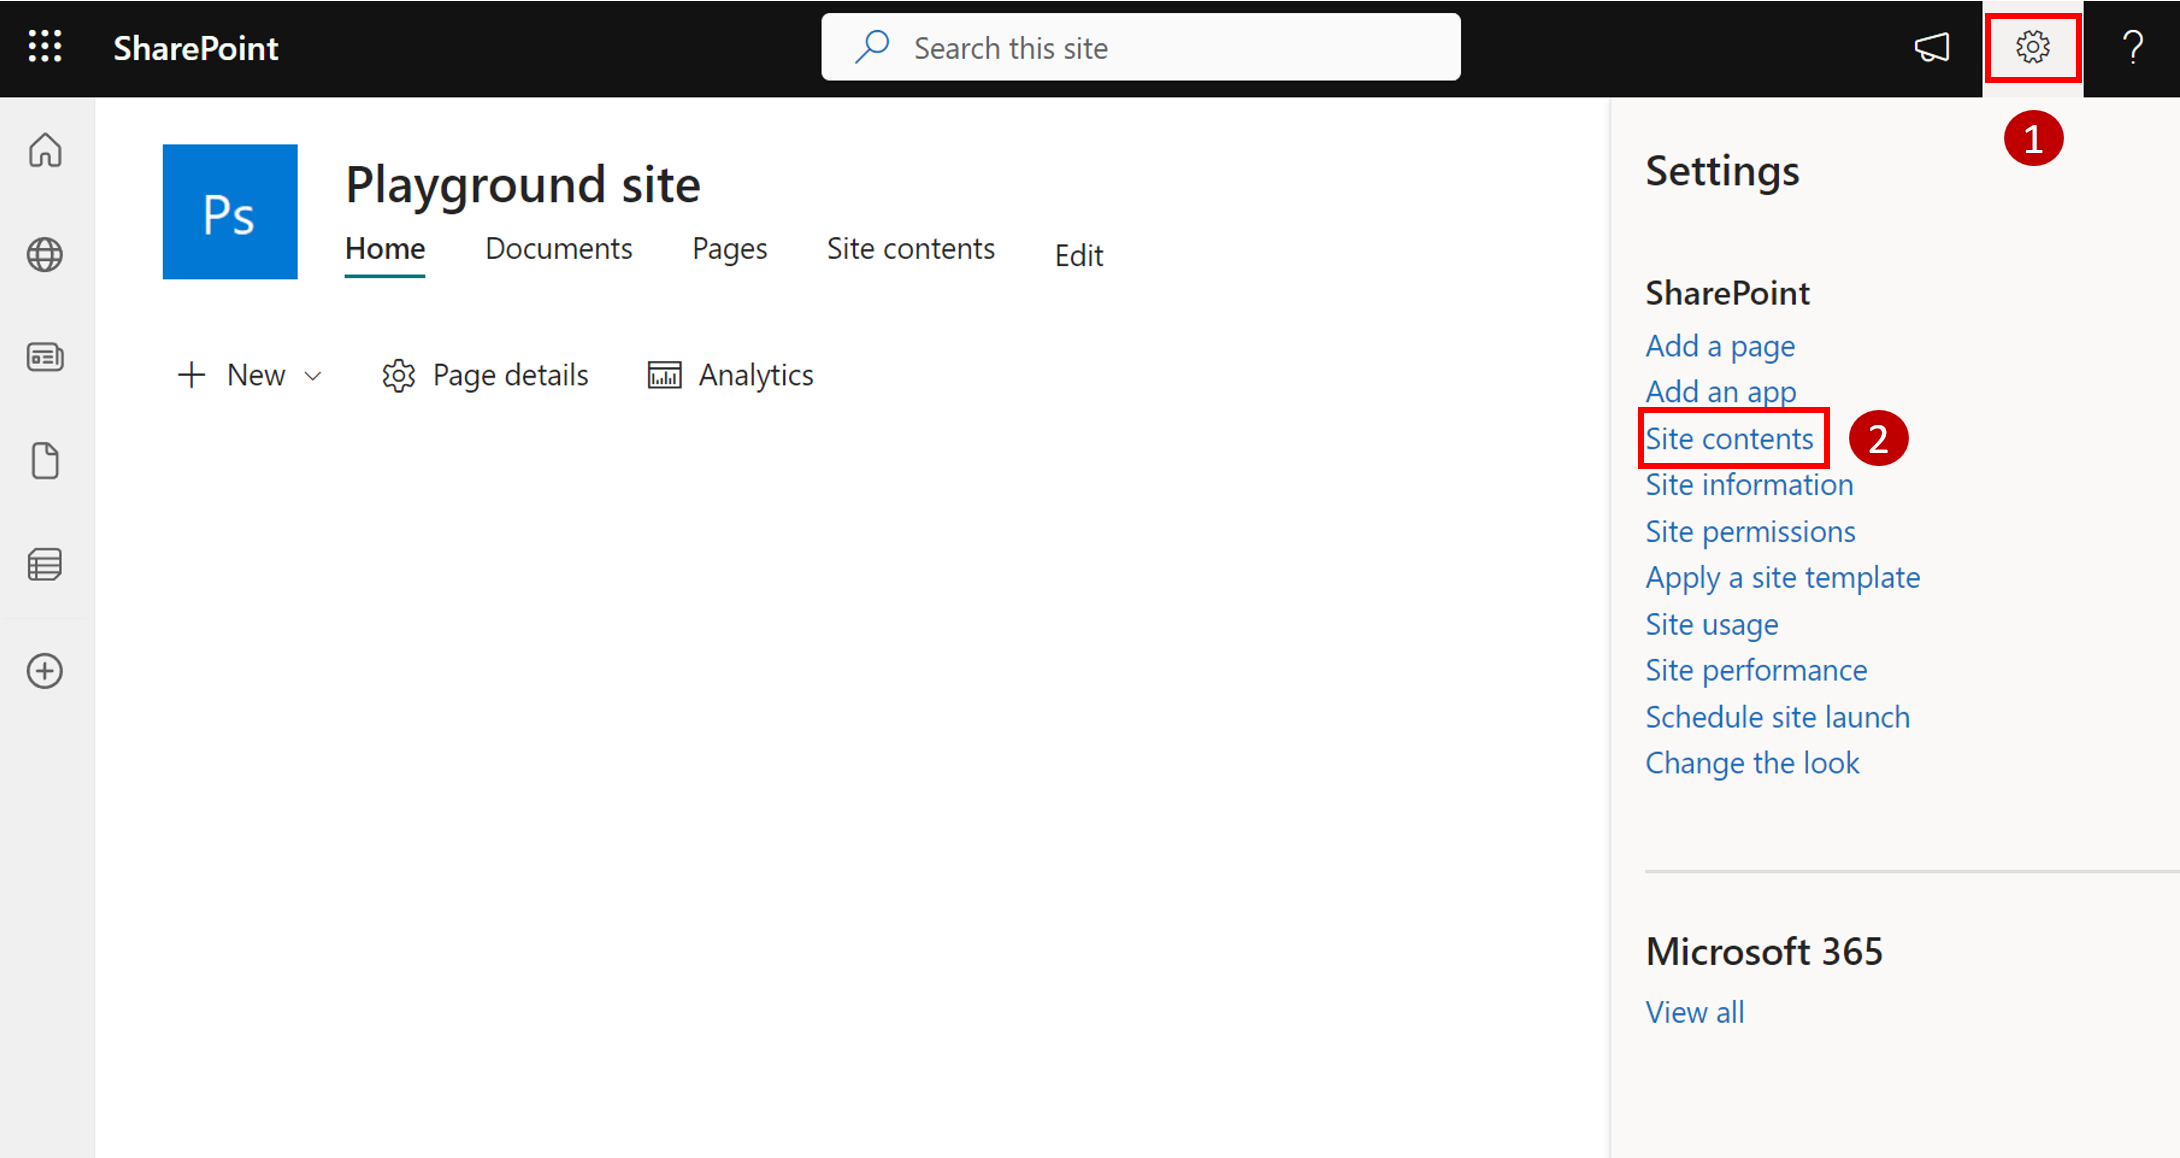 SharePoint
Search this site
?
1
Ps
Playground site
Home Documents Pages Site contents Edit
+ New Page details Analytics
Settings
SharePoint
Add a page
Add an app
Site contents 2
Site information
Site permissions
Apply a site template
Site usage
Site performance
Schedule site launch
Change the look
Microsoft 365
View all